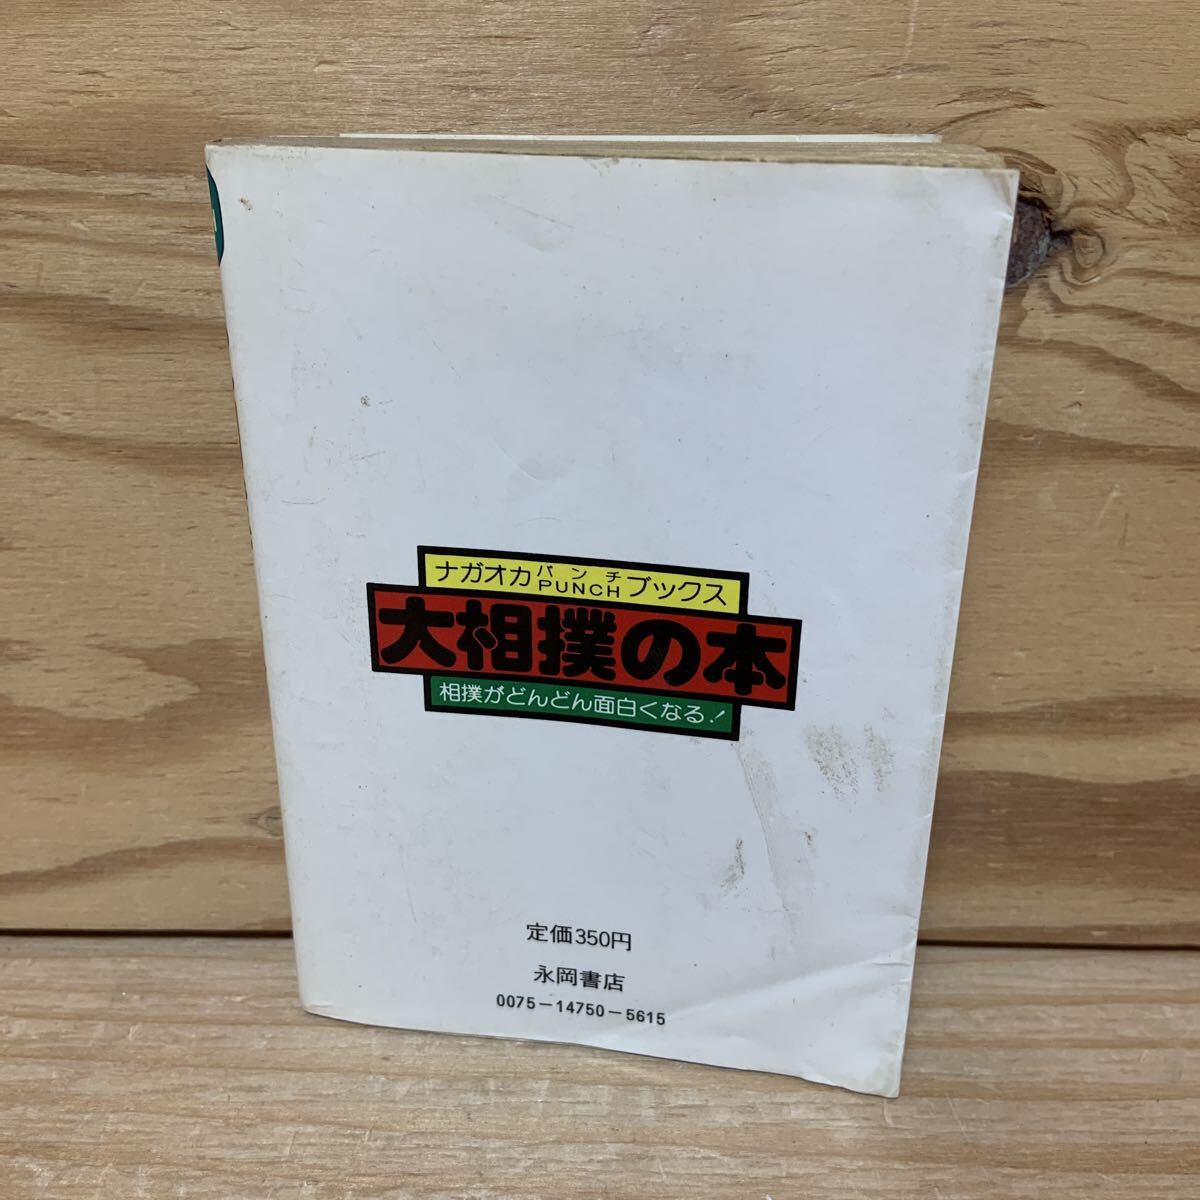 ナガオカパンチPUNCHブックス
大相撲の本
相撲がどんどん面白くなる!
定価350円
永岡書店
0075-14750-5615